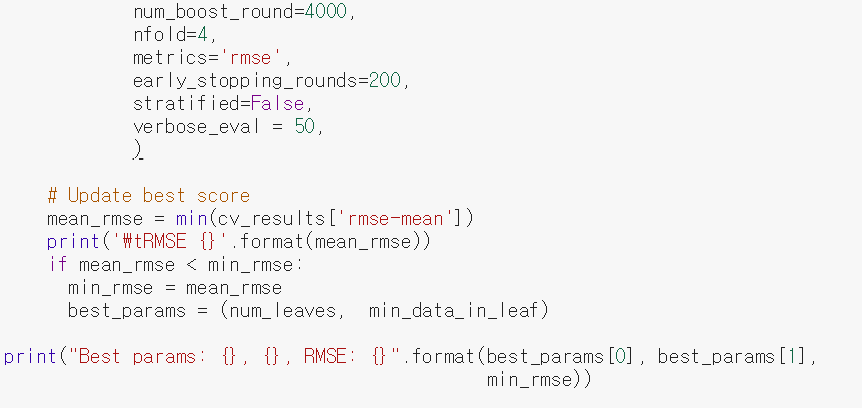 num_boost_round=4000,
nfold=4,
metrics='rmse',
early_stopping_rounds=200,
stratified=False,
verbose_eval = 50,
)
# Update best score
mean_rmse = min(cv_results['rmse-mean'])
print('₩tRMSE {}'.format(mean_rmse))
if mean_rmse < min_rmse:
min_rmse = mean_rmse
best_params = (num_leaves,  min_data_in_leaf)
print("Best params: {}, {}, RMSE: {}".format(best_params[0], best_params[1],
min_rmse))